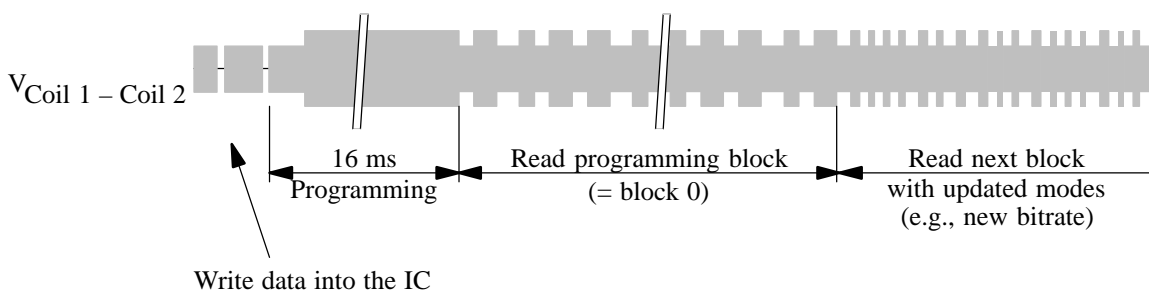 V Coil 1 – Coil 2
16 ms
Programming
Read programming block
(= block 0)
Read next block
with updated modes
(e.g., new bitrate)
Write data into the IC